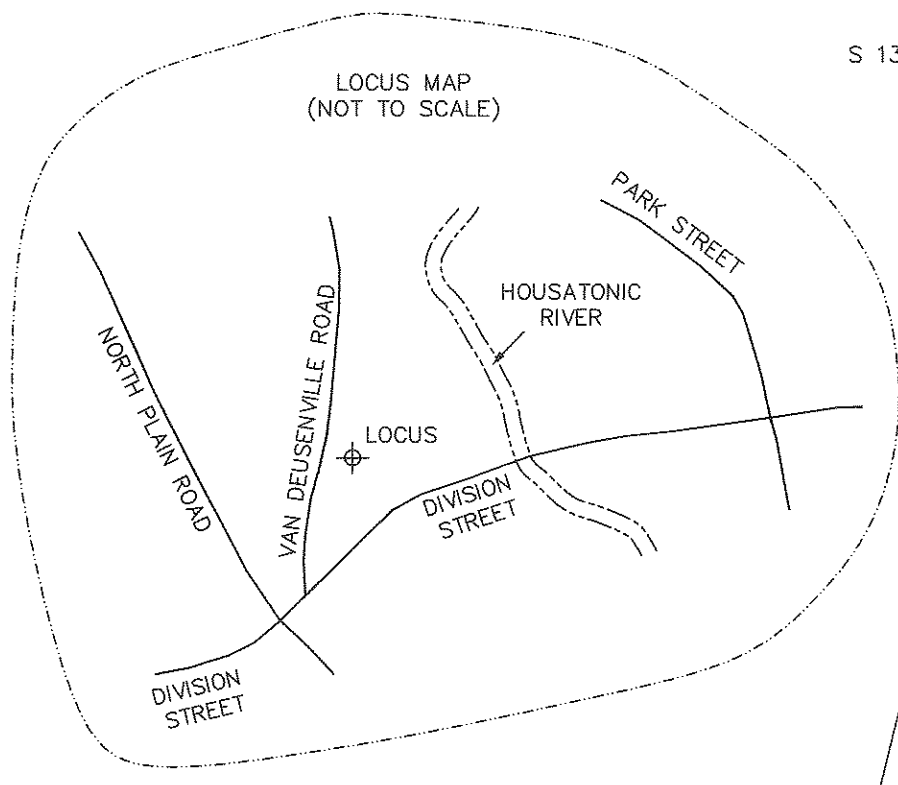 S 13
LOCUS MAP
(NOT TO SCALE)
PARK STREET
HOUSATONIC
RIVER
NORTH PLAIN ROAD
VAN DEUSENVILLE ROAD
LOCUS
DIVISION
STREET
DIVISION
STREET